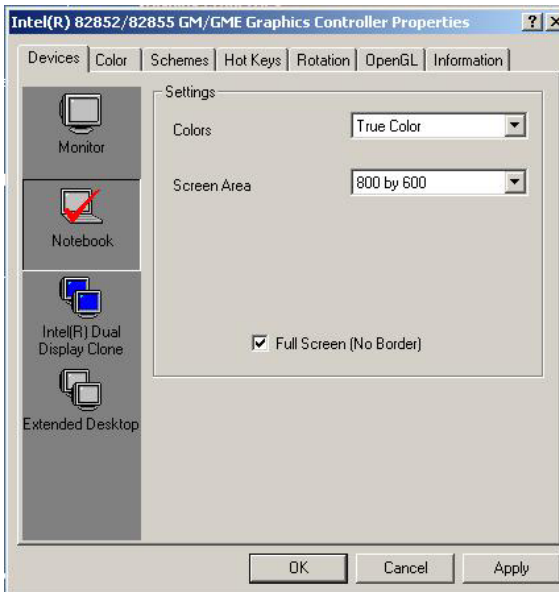 Intel(R) 82852/82855 GM/GME Graphics Controller Properties
Devices Color Schemes Hot Keys Rotation OpenGL Information
Settings
Colors True Color
Monitor
Screen Area 800 by 600
Notebook
Intel(R) Dual
Display Clone
Full Screen (No Border)
Extended Desktop
OK Cancel Apply